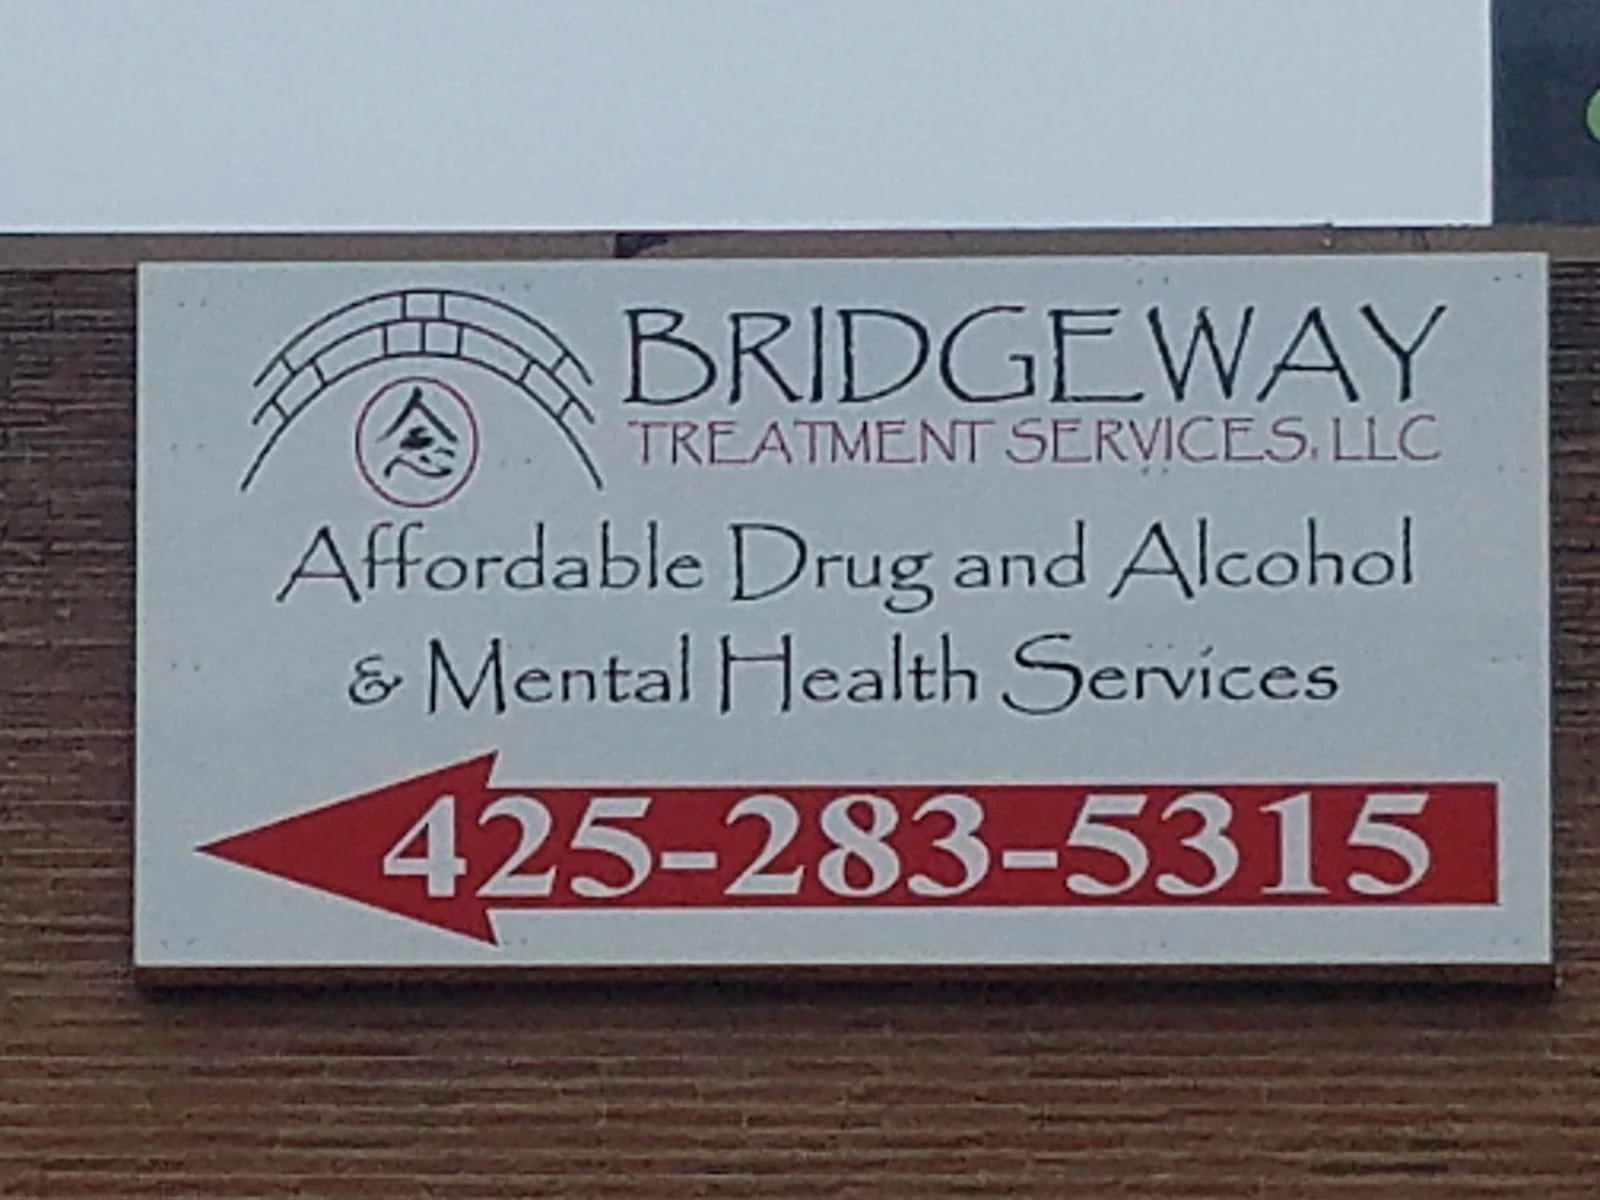 BRIDGEWAY
TREATMENT SERVICES, LLC
Affordable Drug and Alcohol
& Mental Health Services
425-283-5315